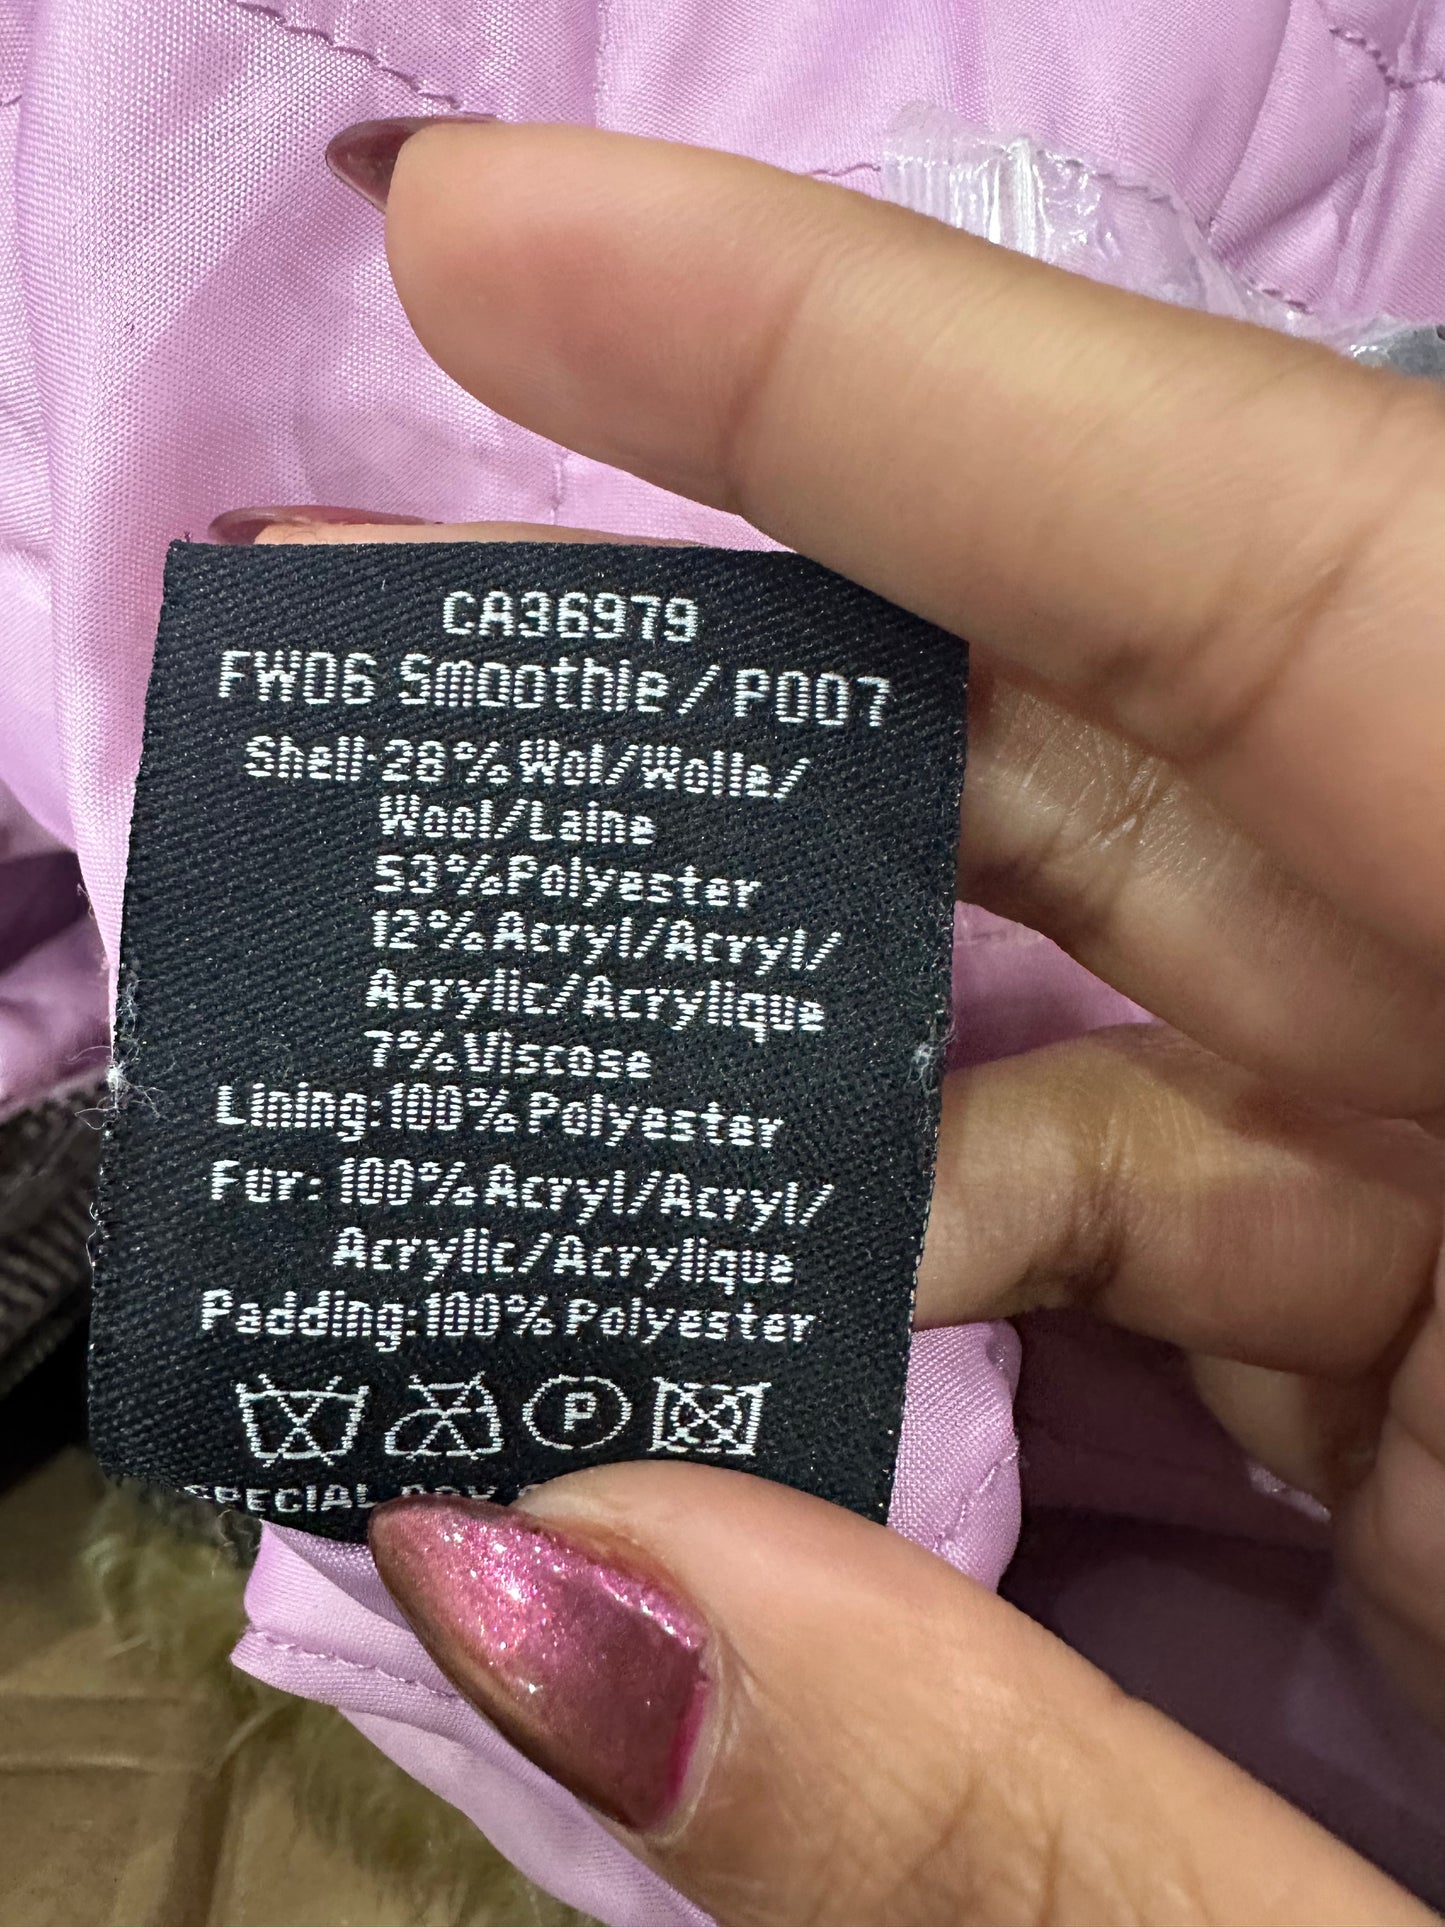 CA36979
FW06 Smoothie/P007
Shell:28%Wol/Wolle/
Wool/Laine
53%Polyester
12%Acryl/Acryl/
Acrylic/Acrylique
7%Viscose
Lining:100%Polyester
Fur:100%Acryl/Acryl/
Acrylic/Acrylique
Padding:100%Polyester
P
SPECIAL